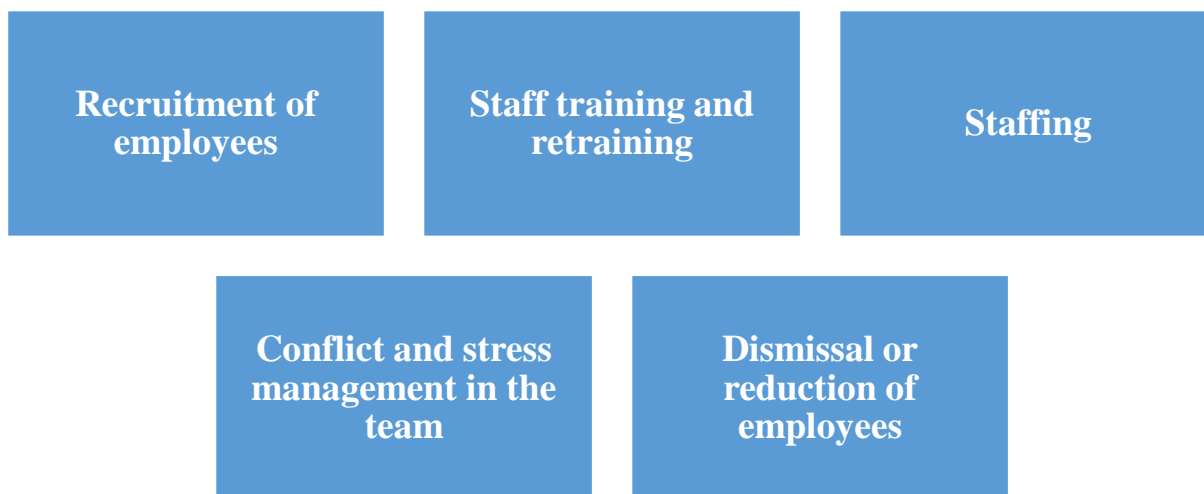 Recruitment of
employees
Staff training and
retraining
Staffing
Conflict and stress
management in the
team
Dismissal or
reduction of
employees